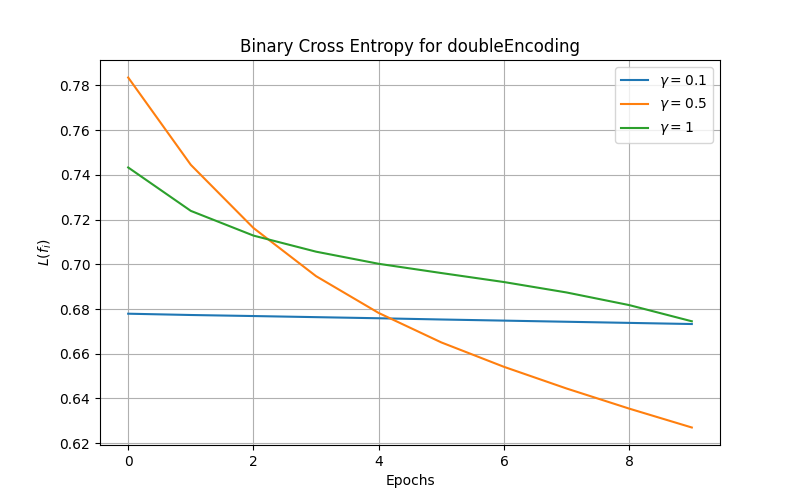 Binary Cross Entropy for doubleEncoding
γ = 0.1
γ = 0.5
γ = 1
L(fᵢ)
0.78
0.76
0.74
0.72
0.70
0.68
0.66
0.64
0.62
0 2 4 6 8
Epochs